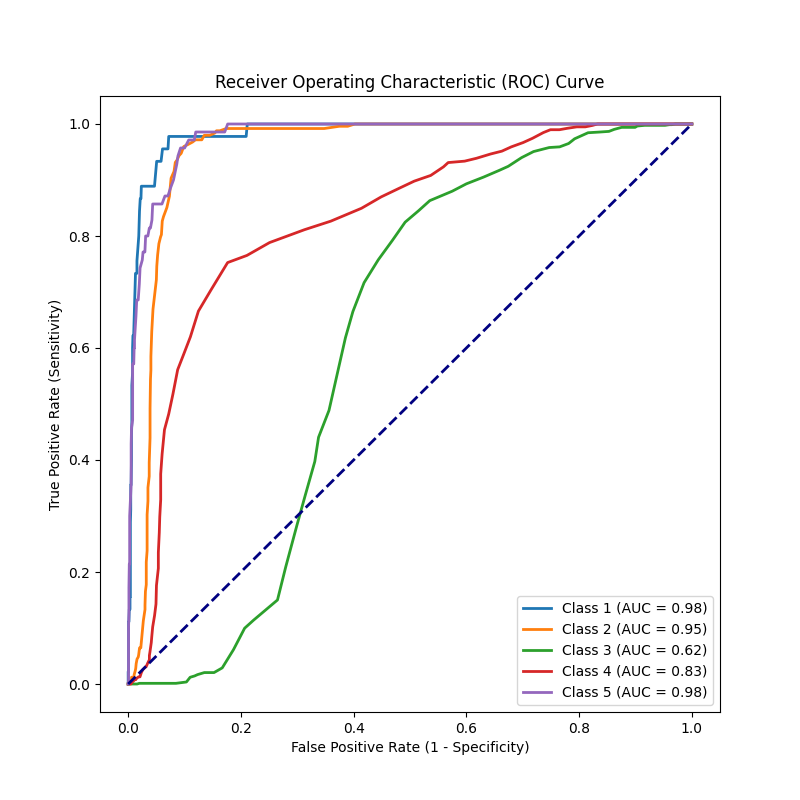 Receiver Operating Characteristic (ROC) Curve
True Positive Rate (Sensitivity)
1.0
0.8
0.6
0.4
0.2
0.0
Class 1 (AUC = 0.98)
Class 2 (AUC = 0.95)
Class 3 (AUC = 0.62)
Class 4 (AUC = 0.83)
Class 5 (AUC = 0.98)
0.0 0.2 0.4 0.6 0.8 1.0
False Positive Rate (1 - Specificity)